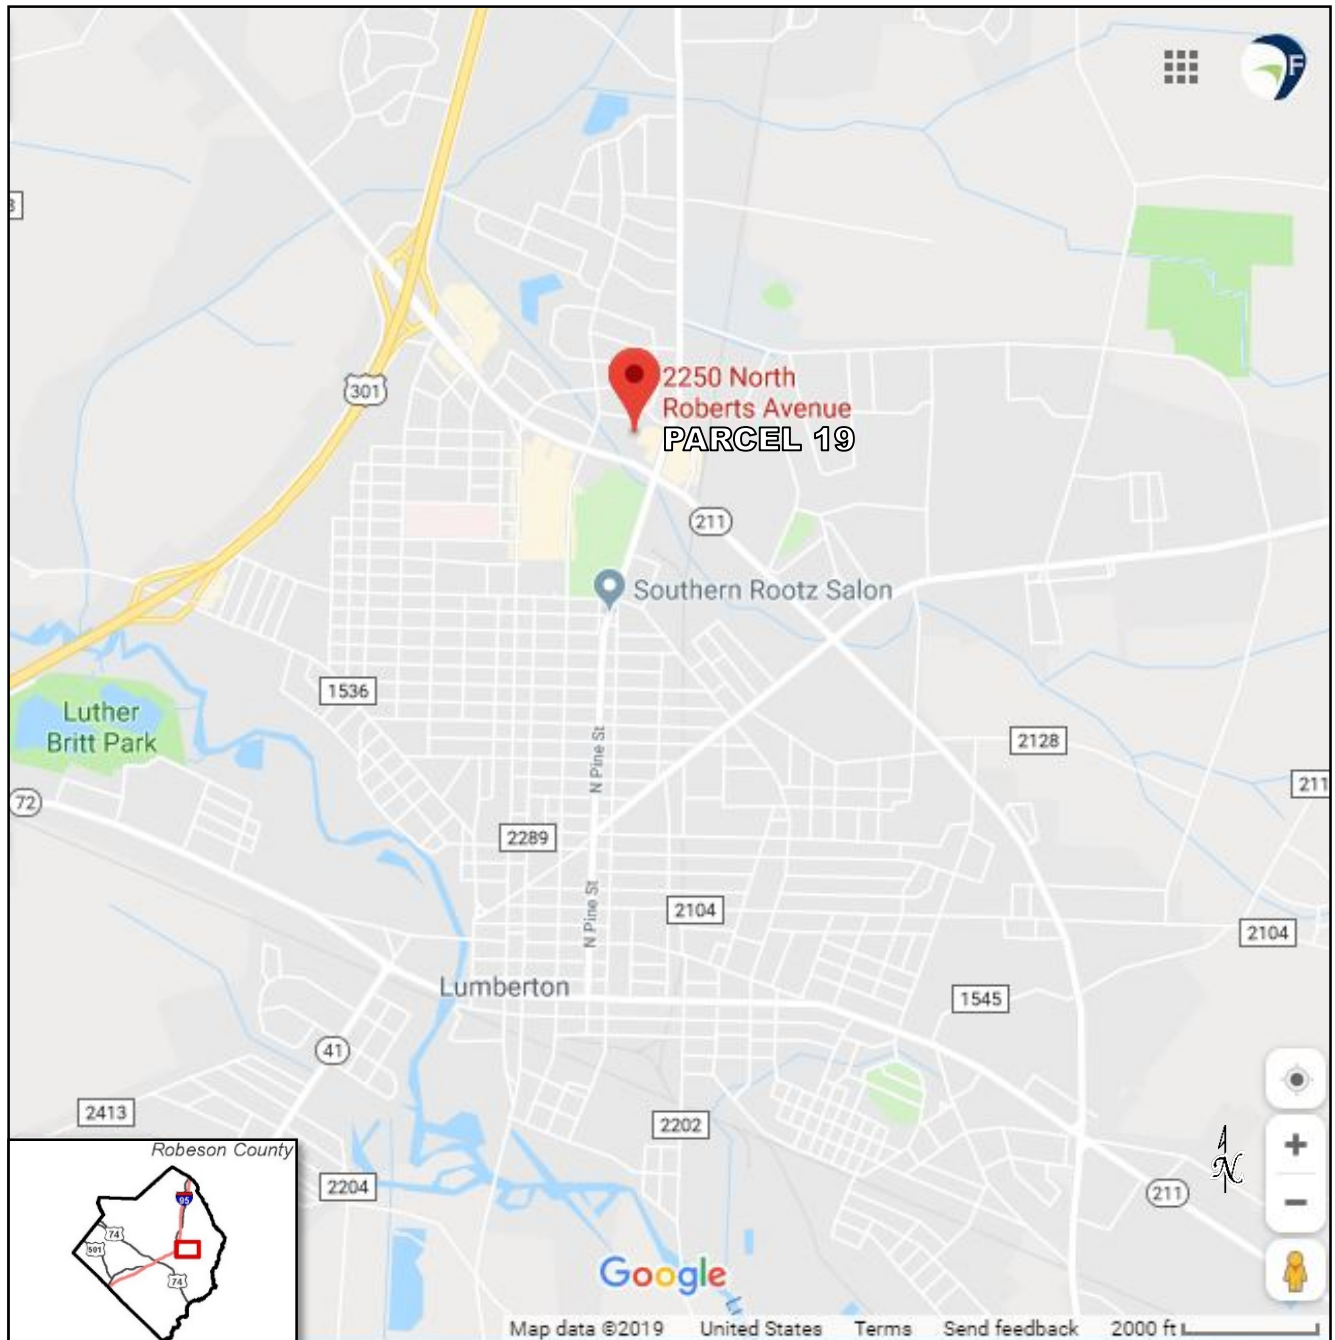 F
301
2250 North
Roberts Avenue
PARCEL 19
211
Southern Rootz Salon
1536
Luther
Britt Park
N Pine St
2128
211
72
2289
N Pine St
2104
2104
Lumberton
1545
41
2413
2202
Robeson County
95
74
501
74
2204
N
211
Google
Map data ©2019 United States Terms Send feedback 2000 ft